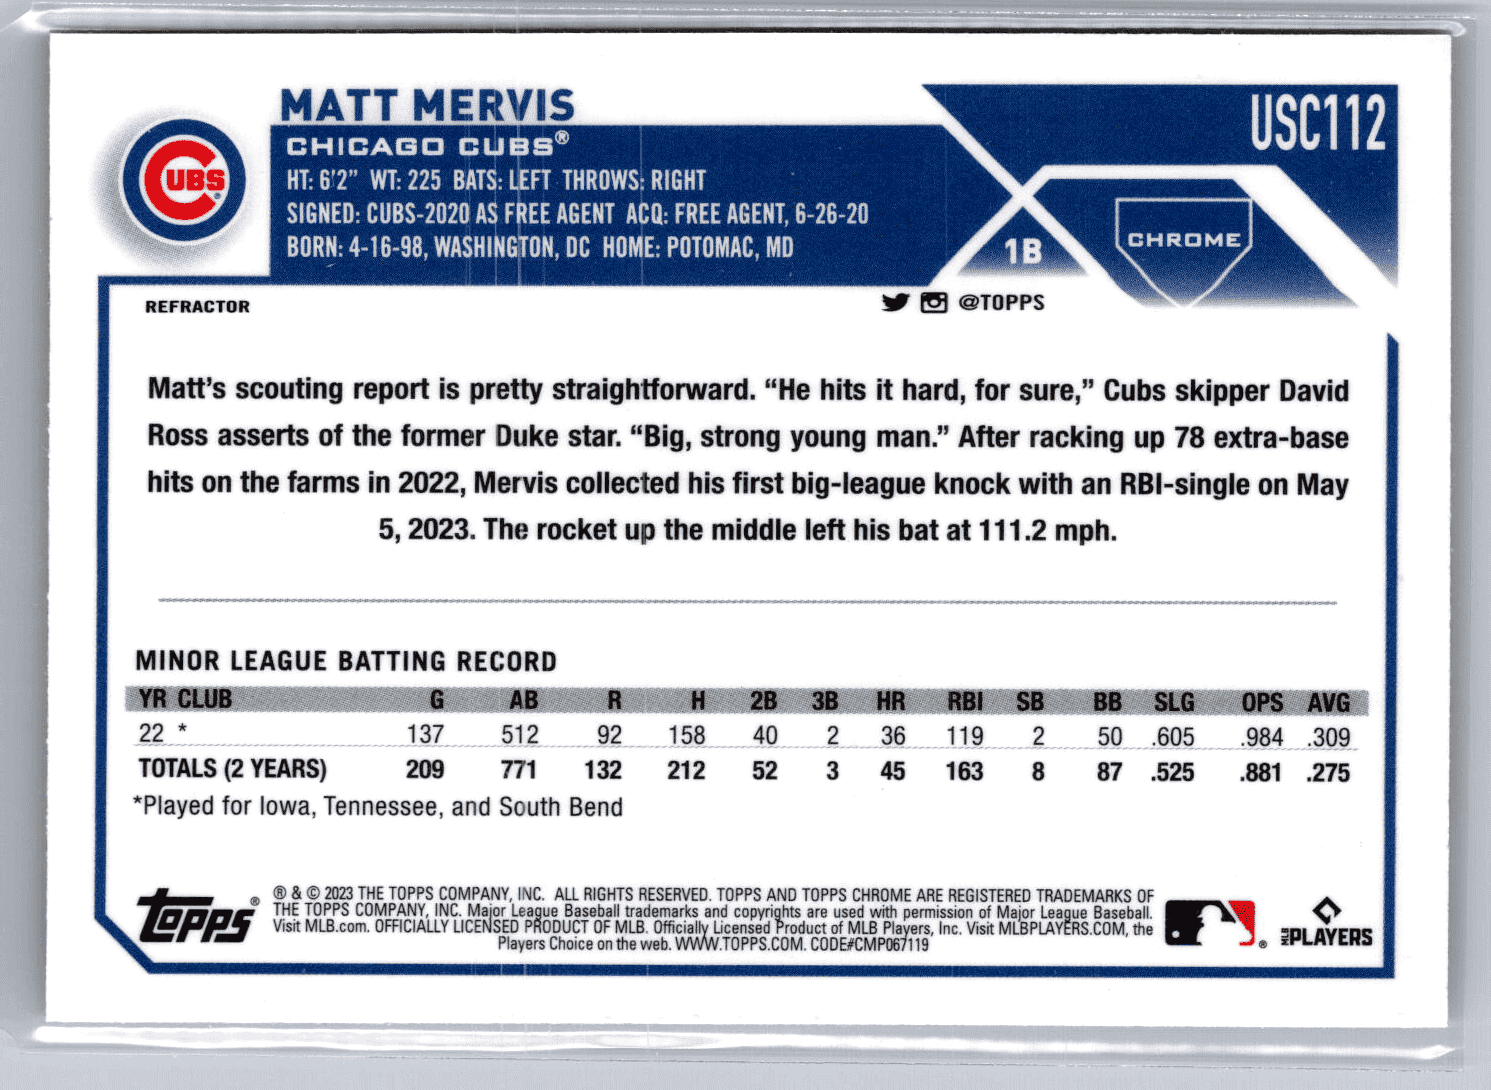 MATT MERVIS
CHICAGO CUBS®
USC112
CUBS
HT: 6'2" WT: 225 BATS: LEFT THROWS: RIGHT
SIGNED: CUBS-2020 AS FREE AGENT ACQ: FREE AGENT, 6-26-20
BORN: 4-16-98, WASHINGTON, DC HOME: POTOMAC, MD
1B
CHROME
REFRACTOR
@TOPPS
Matt's scouting report is pretty straightforward. "He hits it hard, for sure," Cubs skipper David
Ross asserts of the former Duke star. "Big, strong young man." After racking up 78 extra-base
hits on the farms in 2022, Mervis collected his first big-league knock with an RBI-single on May
5, 2023. The rocket up the middle left his bat at 111.2 mph.
MINOR LEAGUE BATTING RECORD
YR CLUB G AB R H 2B 3B HR RBI SB BB SLG OPS AVG
22 * 137 512 92 158 40 2 36 119 2 50 .605 .984 .309
TOTALS (2 YEARS) 209 771 132 212 52 3 45 163 8 87 .525 .881 .275
*Played for Iowa, Tennessee, and South Bend
topps®
® & © 2023 THE TOPPS COMPANY, INC. ALL RIGHTS RESERVED. TOPPS AND TOPPS CHROME ARE REGISTERED TRADEMARKS OF
THE TOPPS COMPANY, INC. Major League Baseball trademarks and copyrights are used with permission of Major League Baseball.
Visit MLB.com. OFFICIALLY LICENSED PRODUCT OF MLB. Officially Licensed Product of MLB Players, Inc. Visit MLBPLAYERS.COM, the
Players Choice on the web. WWW.TOPPS.COM. CODE#CMP067119
®
MLB PLAYERS